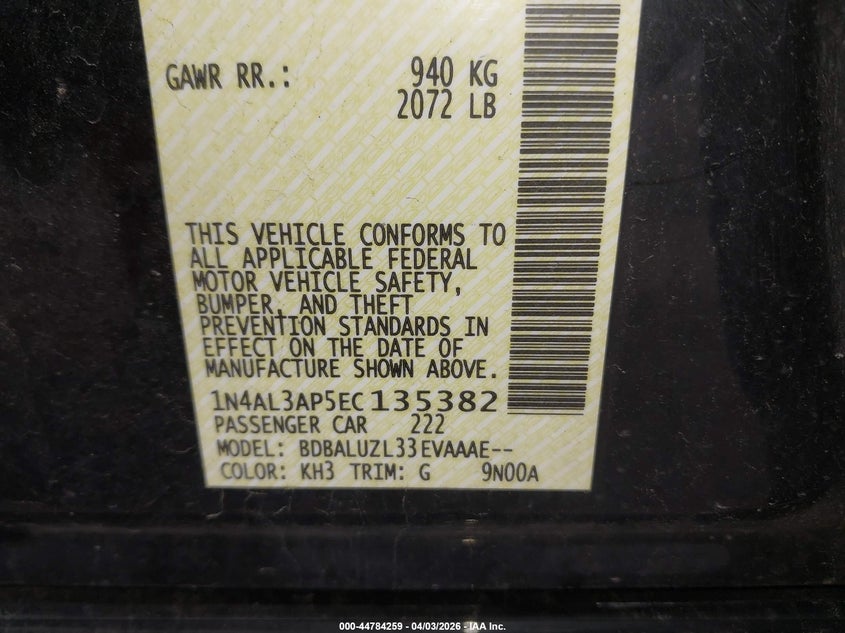 GAWR RR.: 940 KG
2072 LB
THIS VEHICLE CONFORMS TO
ALL APPLICABLE FEDERAL
MOTOR VEHICLE SAFETY,
BUMPER, AND THEFT
PREVENTION STANDARDS IN
EFFECT ON THE DATE OF
MANUFACTURE SHOWN ABOVE.
1N4AL3AP5EC135382
PASSENGER CAR 222
MODEL: BDBALUZL33EVAAAE--
COLOR: KH3 TRIM: G 9N00A
000-44784259 - 04/03/2026 - IAA Inc.